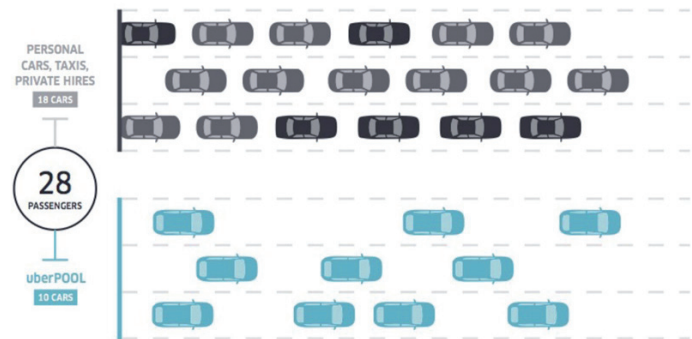 PERSONAL
CARS, TAXIS,
PRIVATE HIRES
18 CARS
28
PASSENGERS
uberPOOL
10 CARS